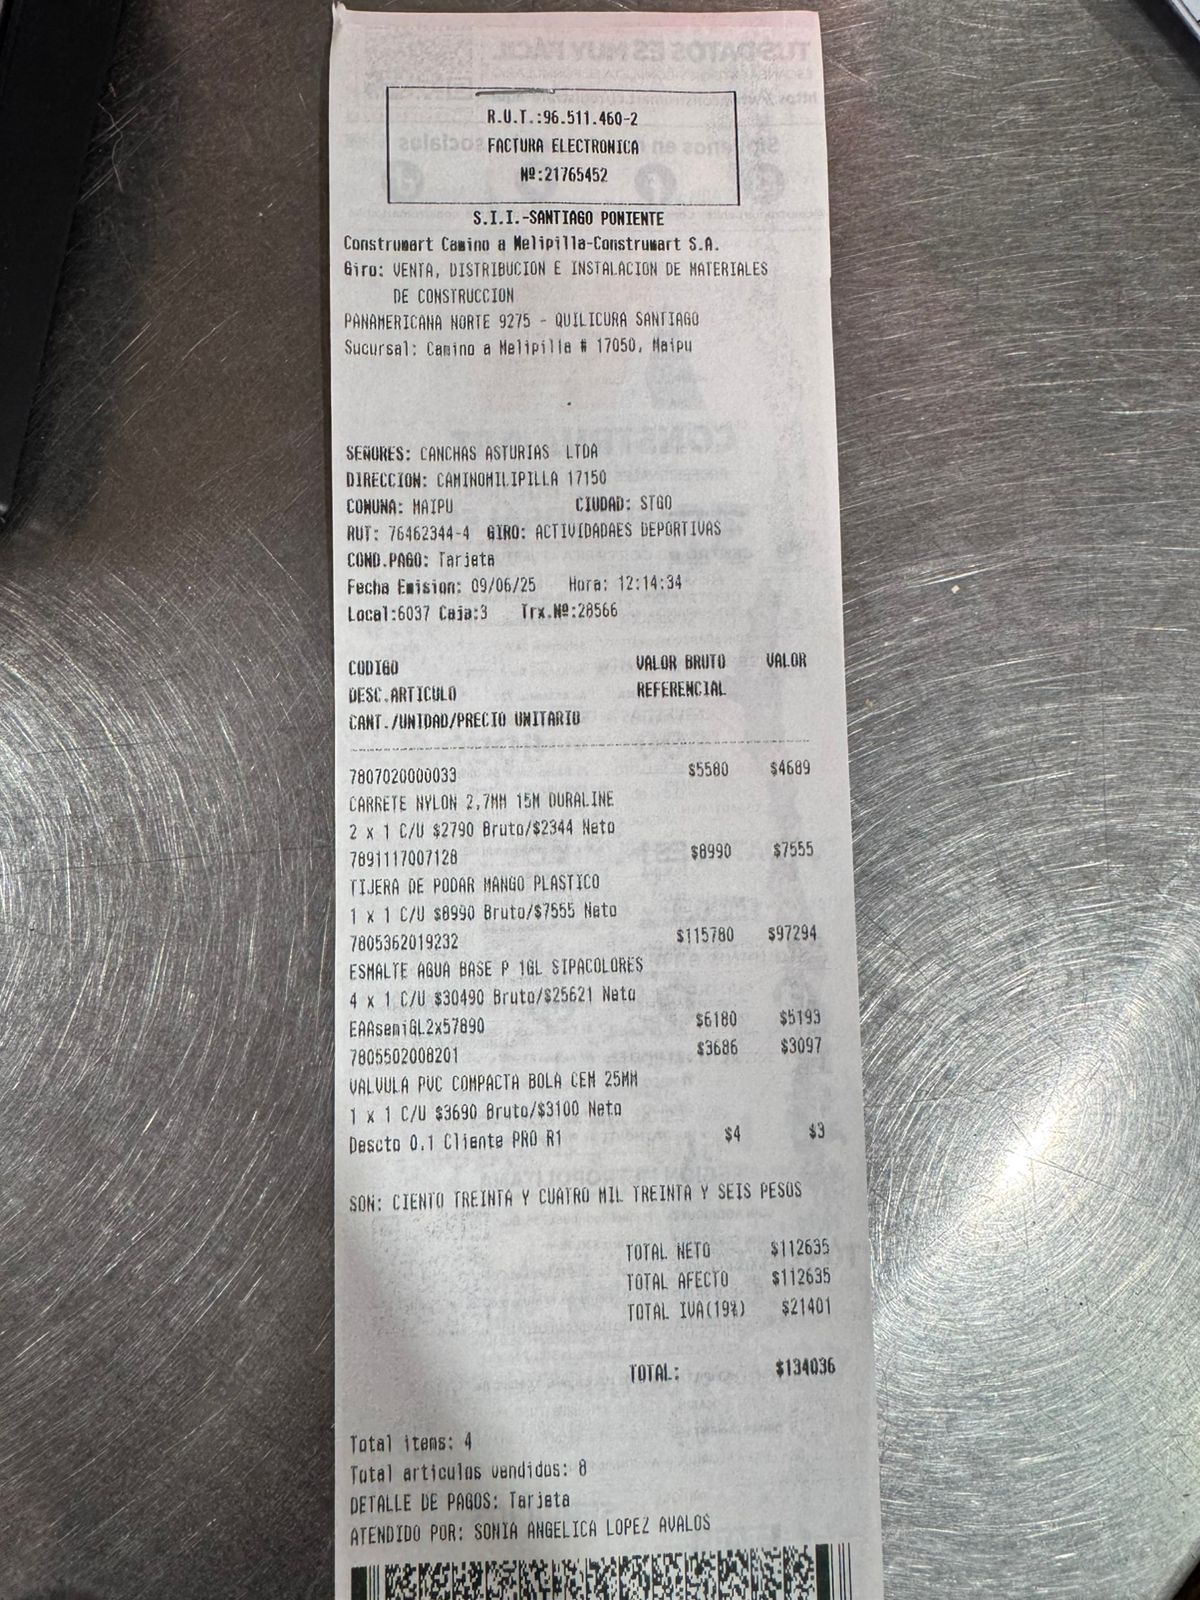 R.U.T.:96.511.460-2
FACTURA ELECTRONICA
Nº:21765452
S.I.I.-SANTIAGO PONIENTE
Construmart Camino a Melipilla-Construmart S.A.
Giro: VENTA, DISTRIBUCION E INSTALACION DE MATERIALES
DE CONSTRUCCION
PANAMERICANA NORTE 9275 - QUILICURA SANTIAGO
Sucursal: Camino a Melipilla # 17050, Maipu
SEÑORES: CANCHAS ASTURIAS LTDA
DIRECCION: CAMINOMILIPILLA 17150
COMUNA: MAIPU CIUDAD: STGO
RUT: 76462344-4 GIRO: ACTIVIDADAES DEPORTIVAS
COND.PAGO: Tarjeta
Fecha Emision: 09/06/25 Hora: 12:14:34
Local:6037 Caja:3 Trx.Nº:28566
CODIGO VALOR BRUTO VALOR
DESC.ARTICULO REFERENCIAL
CANT./UNIDAD/PRECIO UNITARIO
7807020000033 $5580 $4689
CARRETE NYLON 2,7MM 15M DURALINE
2 x 1 C/U $2790 Bruto/$2344 Neto
7891117007128 $8990 $7555
TIJERA DE PODAR MANGO PLASTICO
1 x 1 C/U $8990 Bruto/$7555 Neto
7805362019232 $115780 $97294
ESMALTE AGUA BASE P 1GL SIPACOLORES
4 x 1 C/U $30490 Bruto/$25621 Neto
EAAsemiGL2x57890 $6180 $5193
7805502008201 $3686 $3097
VALVULA PVC COMPACTA BOLA CEM 25MM
1 x 1 C/U $3690 Bruto/$3100 Neto
Descto 0.1 Cliente PRO R1 $4 $3
SON: CIENTO TREINTA Y CUATRO MIL TREINTA Y SEIS PESOS
TOTAL NETO $112635
TOTAL AFECTO $112635
TOTAL IVA(19%) $21401
TOTAL: $134036
Total items: 4
Total articulos vendidos: 8
DETALLE DE PAGOS: Tarjeta
ATENDIDO POR: SONIA ANGELICA LOPEZ AVALOS